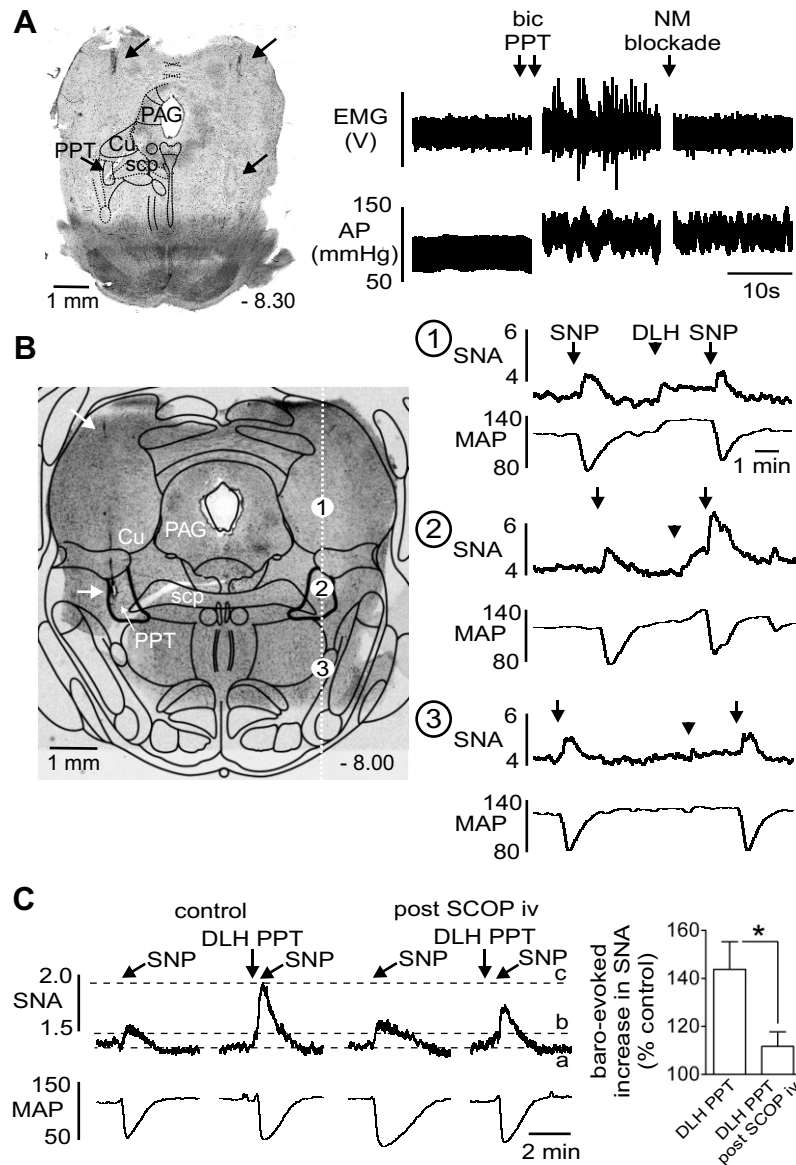 A
PAG
Cu
PPT
scp
1 mm
- 8.30
bic
PPT
NM
blockade
EMG
(V)
150
AP
(mmHg)
50
10s
B
1
Cu
PAG
2
scp
PPT
3
1 mm
- 8.00
1
6
SNA
4
SNP
DLH
SNP
140
MAP
80
1 min
2
6
SNA
4
140
MAP
80
3
6
SNA
4
140
MAP
80
C
control
post SCOP iv
SNP
DLH PPT
SNP
SNP
DLH PPT
SNP
2.0
SNA
1.5
c
b
a
150
MAP
50
2 min
baro-evoked
increase in SNA
(% control)
160
140
120
100
*
DLH PPT
DLH PPT
post SCOP iv